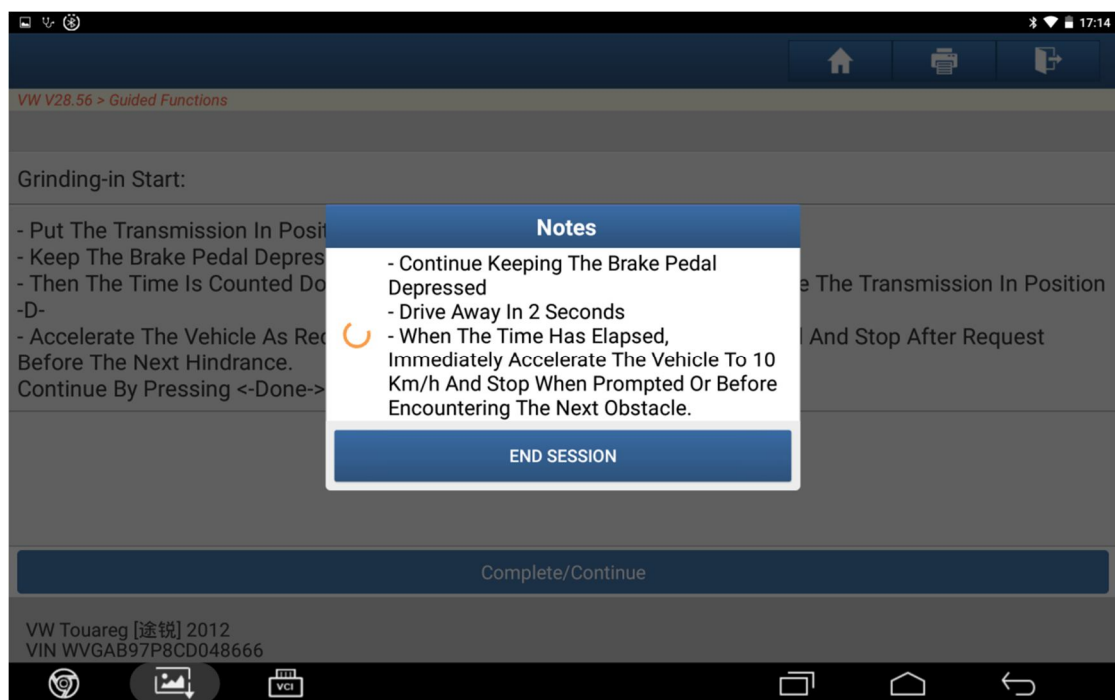 17:14
VW V28.56 > Guided Functions
Grinding-in Start:
- Put The Transmission In
- Keep The Brake Pedal
- Then The Time Is Counted
The Transmission In Position
-D-
- Accelerate The Vehicle As
And Stop After Request
Before The Next Hindrance.
Continue By Pressing <-Done->
Notes
- Continue Keeping The Brake Pedal
Depressed
- Drive Away In 2 Seconds
- When The Time Has Elapsed,
Immediately Accelerate The Vehicle To 10
Km/h And Stop When Prompted Or Before
Encountering The Next Obstacle.
END SESSION
Complete/Continue
VW Touareg [途锐] 2012
VIN WVGAB97P8CD048666
VCI